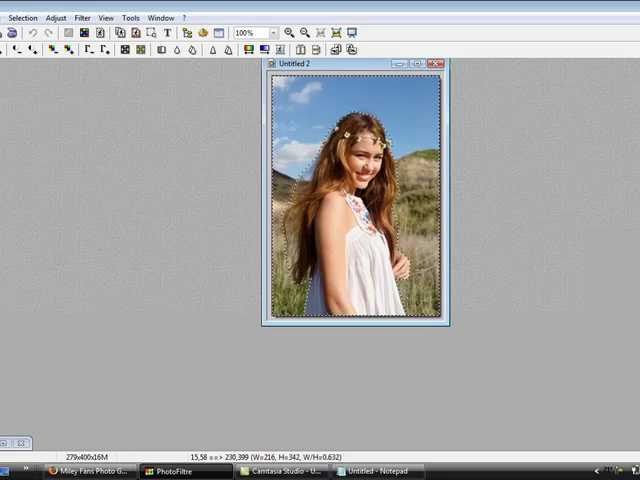 Selection Adjust Filter View Tools Window ?
T 100%
Untitled 2
279x400x16M 15,58 ==> 230,399 (W=216, H=342, W/H=0.632)
Miley Fans Photo G... PhotoFiltre Camtasia Studio - U... Untitled - Notepad